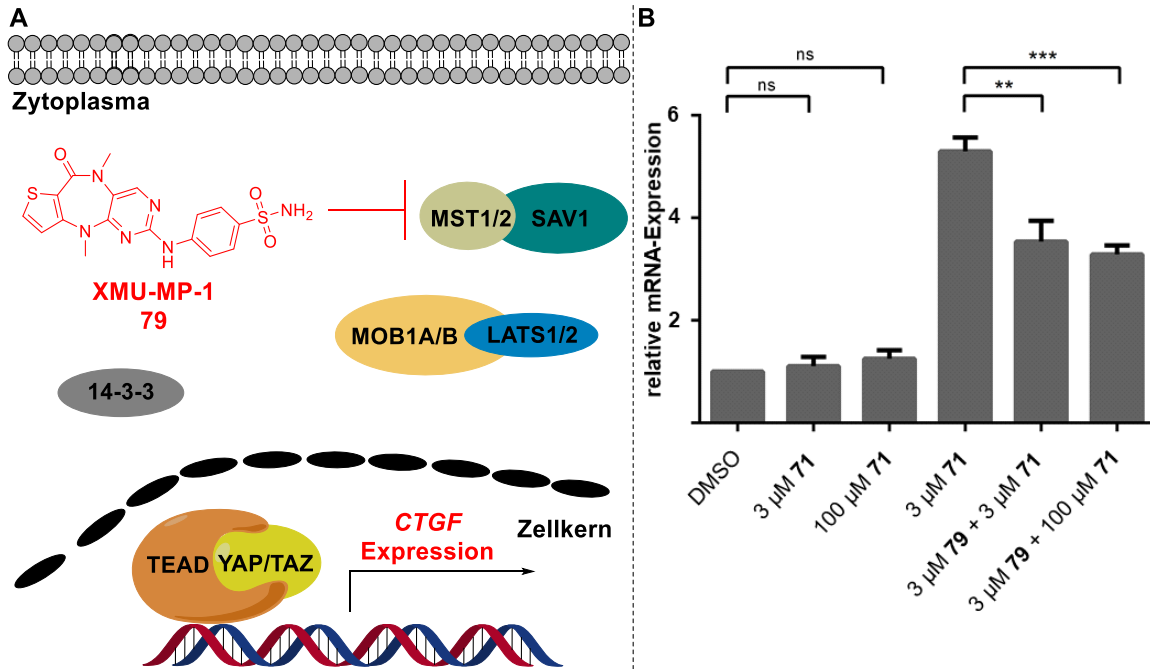 A
Zytoplasma
O
N
S
N
N
N
N
H
O
S
NH2
O
XMU-MP-1
79
MST1/2
SAV1
MOB1A/B
LATS1/2
14-3-3
TEAD
YAP/TAZ
CTGF
Expression
Zellkern
B
ns
***
ns
**
relative mRNA-Expression
6
4
2
DMSO
3 µM 71
100 µM 71
3 µM 71
3 µM 79 + 3 µM 71
3 µM 79 + 100 µM 71